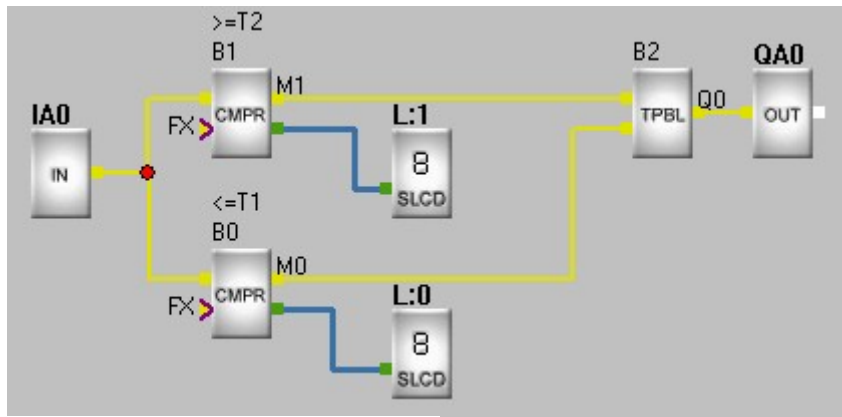 >=T2
B1
B2
QA0
M1
CMPR
FX
IA0
IN
L:1
8
SLCD
TPBL
Q0
OUT
<=T1
B0
M0
CMPR
FX
L:0
8
SLCD